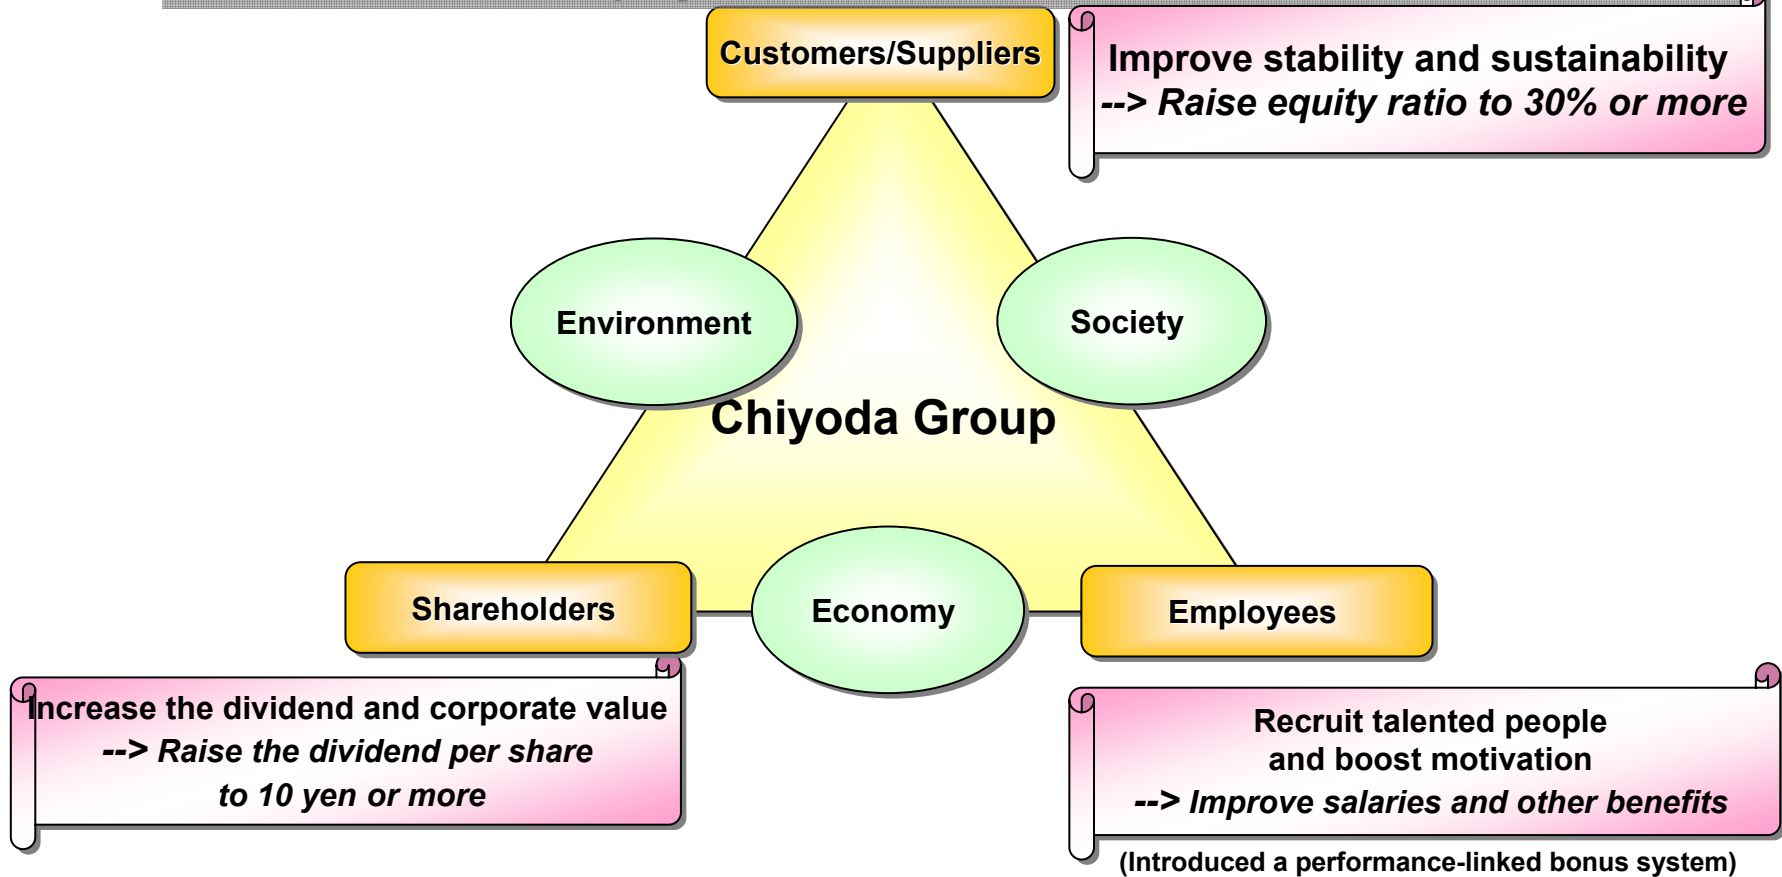 Customers/Suppliers
Improve stability and sustainability
--> Raise equity ratio to 30% or more
Environment
Society
Chiyoda Group
Shareholders
Economy
Employees
Increase the dividend and corporate value
--> Raise the dividend per share
to 10 yen or more
Recruit talented people
and boost motivation
--> Improve salaries and other benefits
(Introduced a performance-linked bonus system)